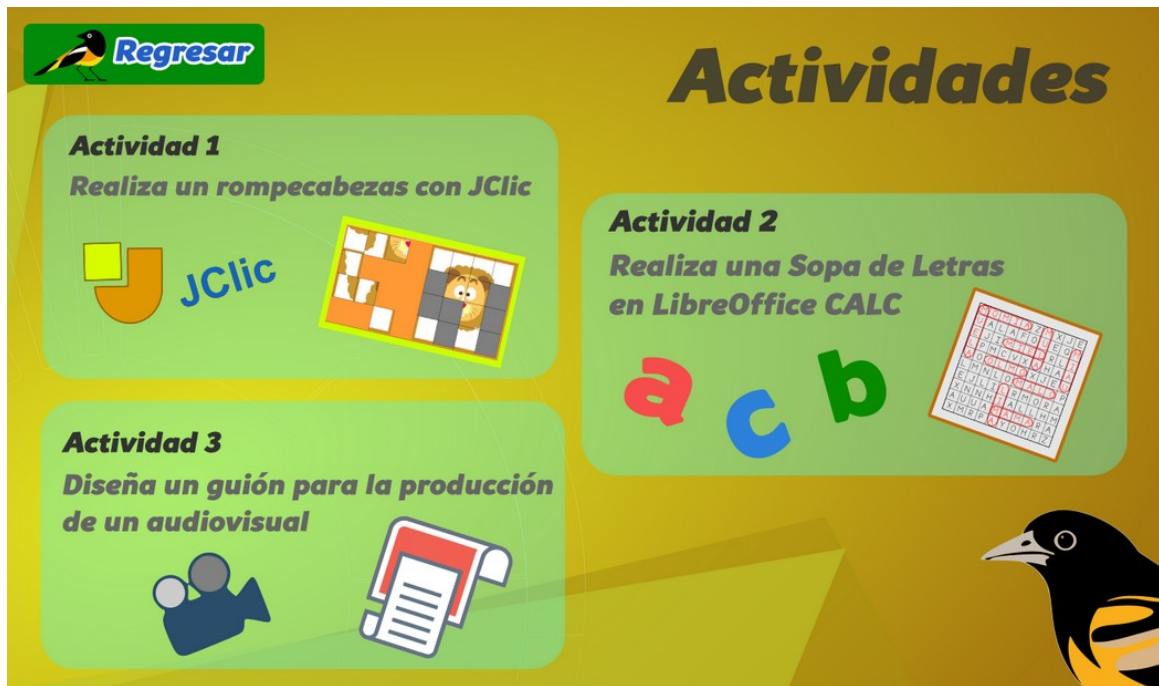 Regresar
Actividades
Actividad 1
Realiza un rompecabezas con JClic
JClic
Actividad 2
Realiza una Sopa de Letras
en LibreOffice CALC
a c b
Actividad 3
Diseña un guión para la producción
de un audiovisual